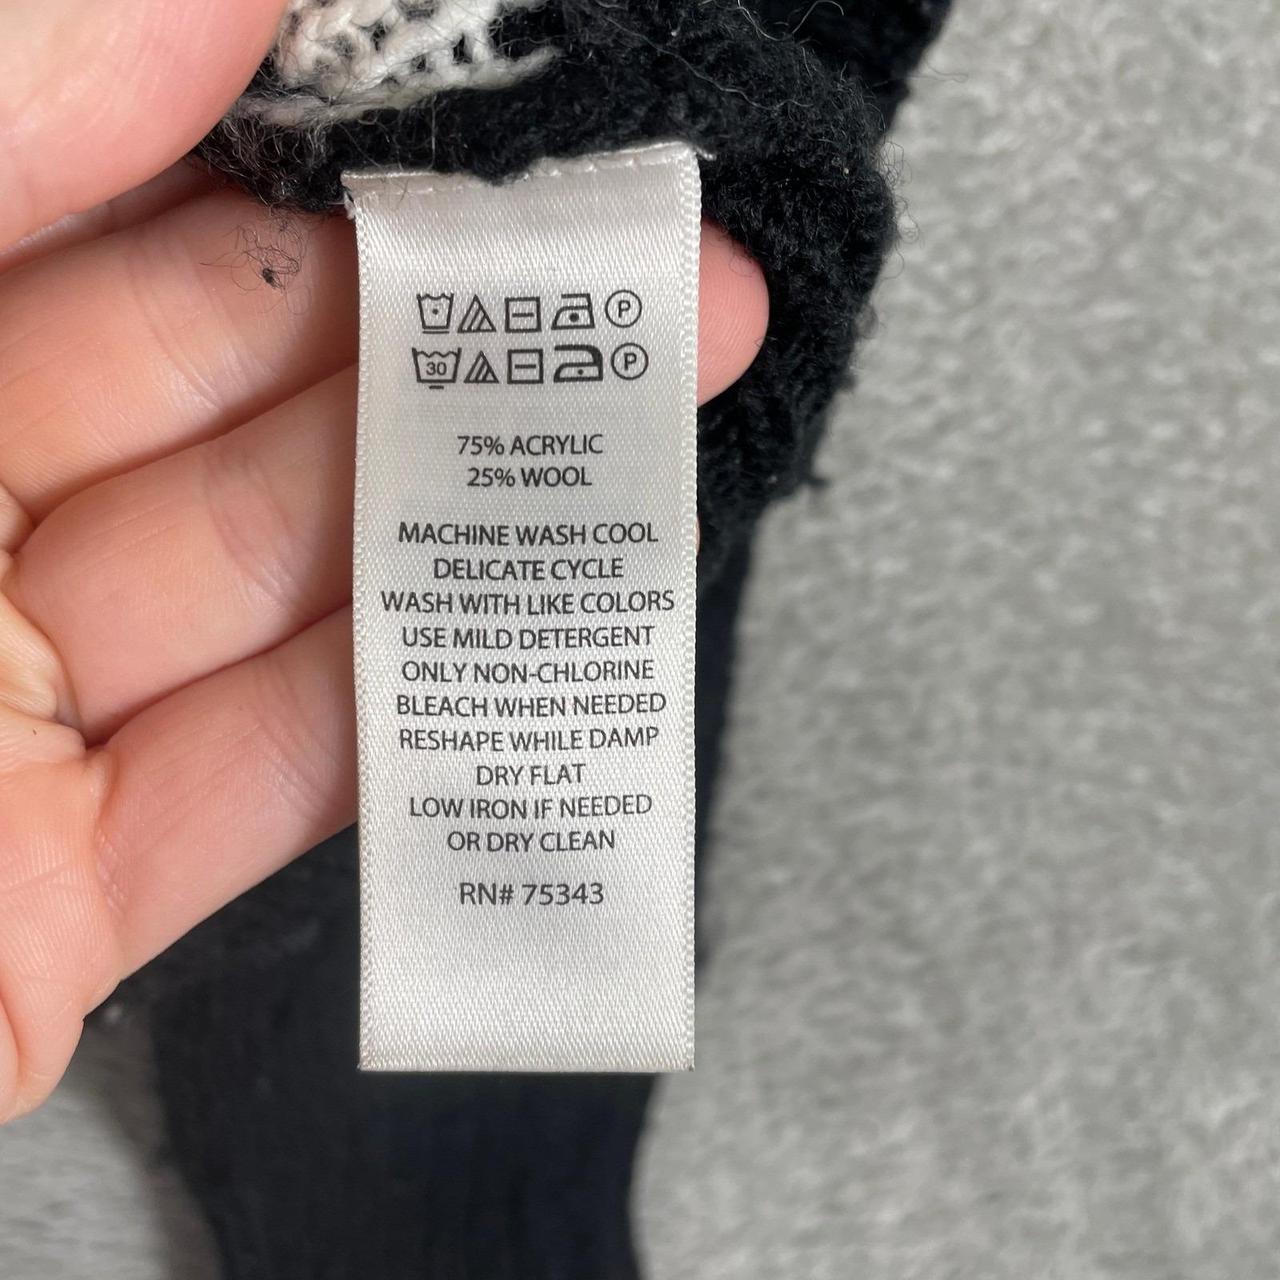 P
30 P
75% ACRYLIC
25% WOOL
MACHINE WASH COOL
DELICATE CYCLE
WASH WITH LIKE COLORS
USE MILD DETERGENT
ONLY NON-CHLORINE
BLEACH WHEN NEEDED
RESHAPE WHILE DAMP
DRY FLAT
LOW IRON IF NEEDED
OR DRY CLEAN
RN# 75343